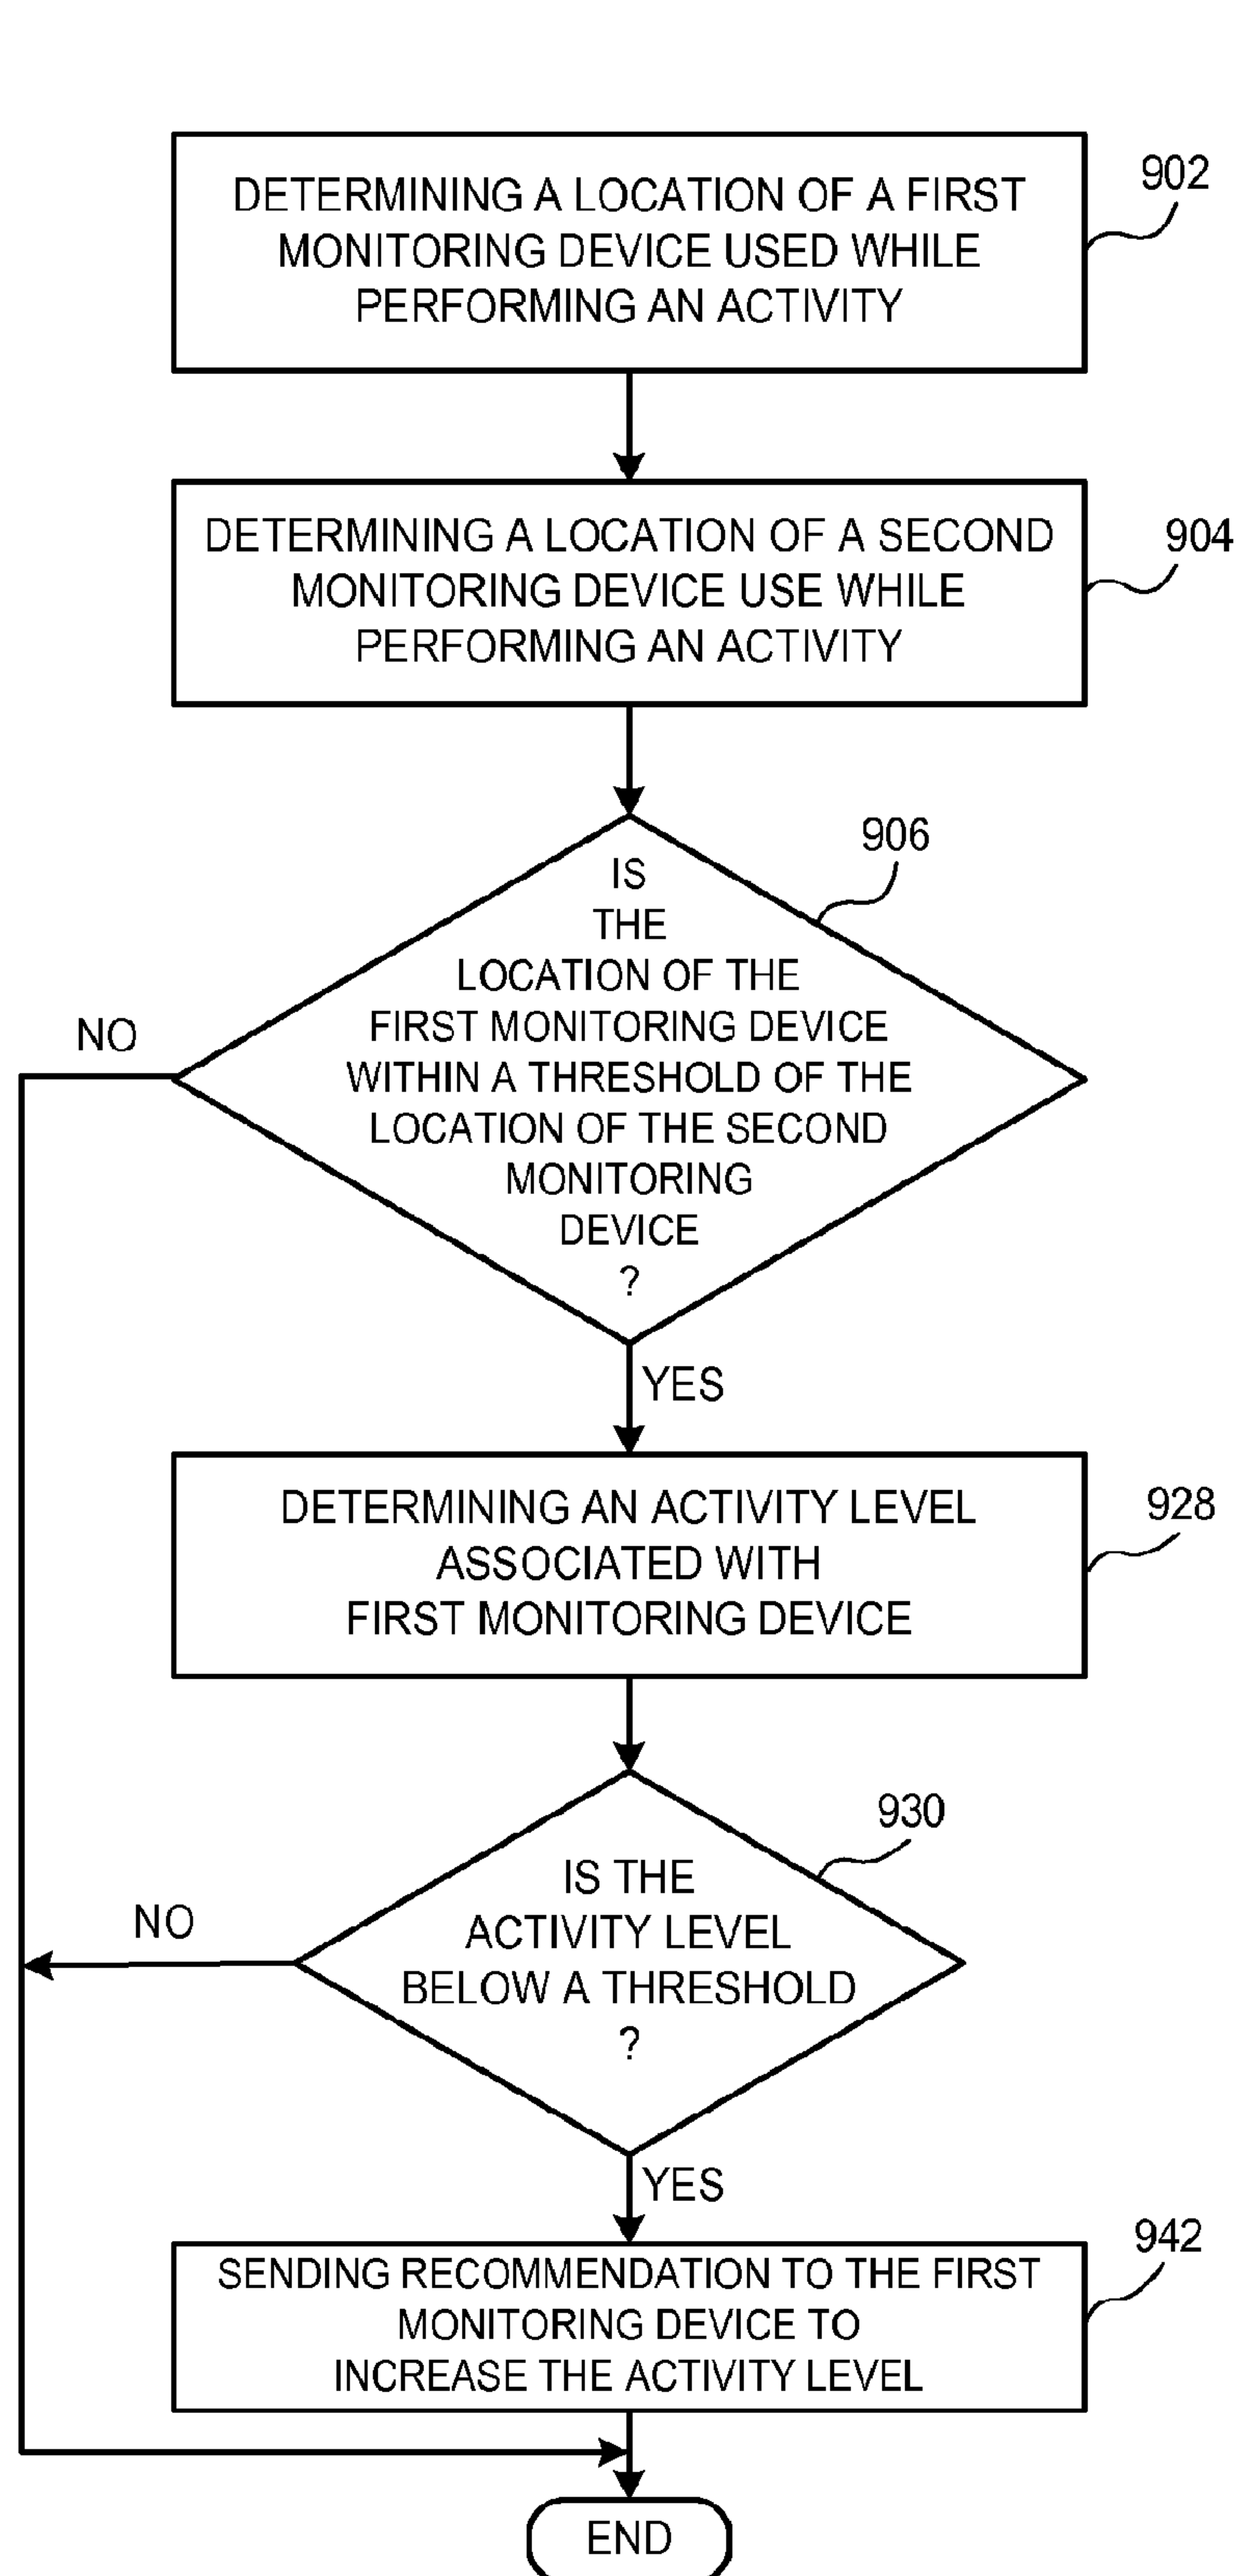 DETERMINING A LOCATION OF A FIRST
MONITORING DEVICE USED WHILE
PERFORMING AN ACTIVITY
902
DETERMINING A LOCATION OF A SECOND
MONITORING DEVICE USE WHILE
PERFORMING AN ACTIVITY
904
906
IS
THE
LOCATION OF THE
FIRST MONITORING DEVICE
WITHIN A THRESHOLD OF THE
LOCATION OF THE SECOND
MONITORING
DEVICE
?
NO
YES
DETERMINING AN ACTIVITY LEVEL
ASSOCIATED WITH
FIRST MONITORING DEVICE
928
930
IS THE
ACTIVITY LEVEL
BELOW A THRESHOLD
?
NO
YES
SENDING RECOMMENDATION TO THE FIRST
MONITORING DEVICE TO
INCREASE THE ACTIVITY LEVEL
942
END